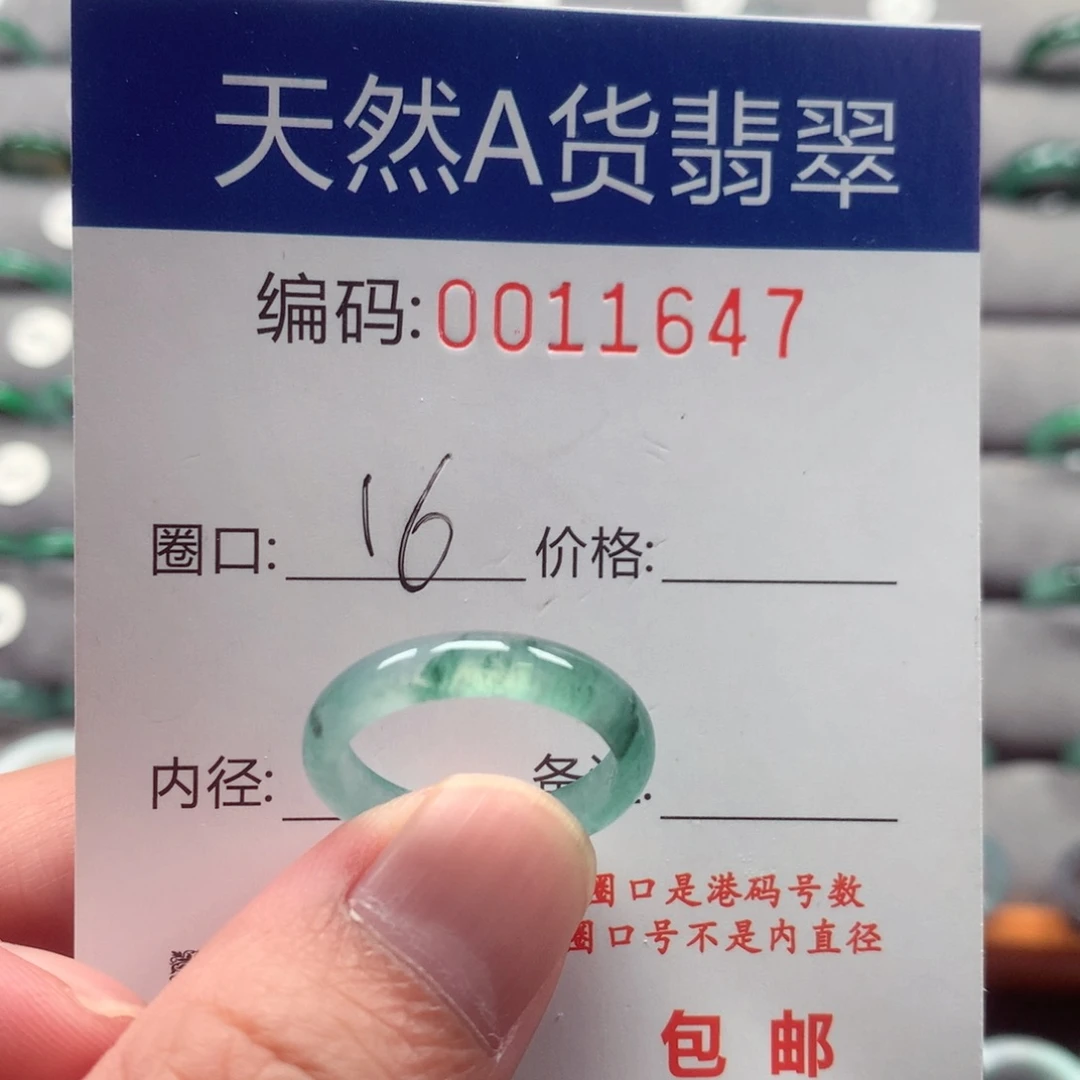 天然A货翡翠
编码:0011647
圈口: 16 价格:
内径: 备
圈口是港码号数
圈口号不是内直径
包邮